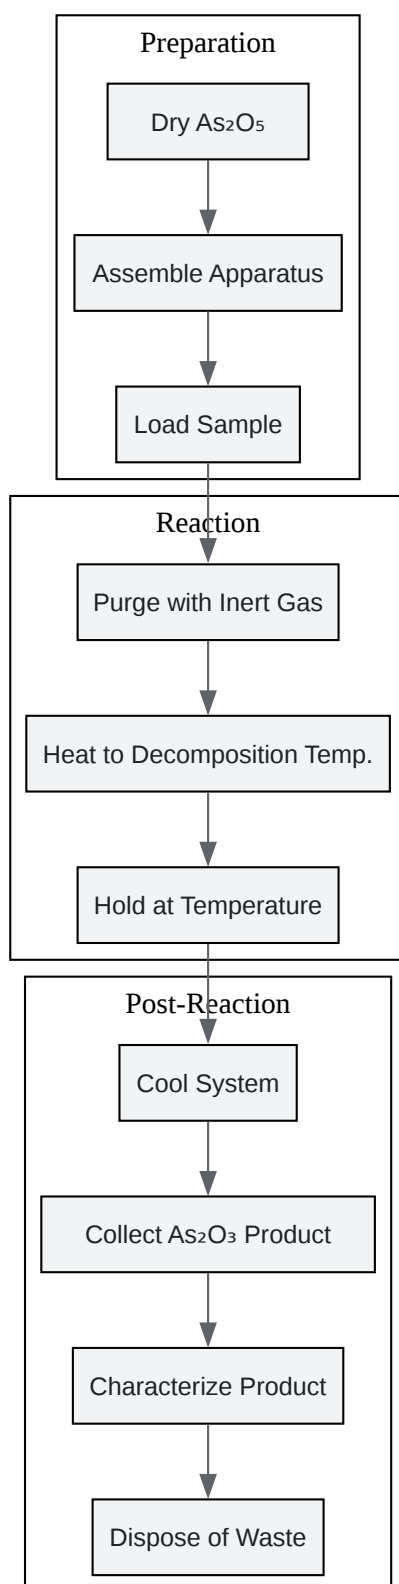 Preparation
Dry As₂O₅
Assemble Apparatus
Load Sample
Reaction
Purge with Inert Gas
Heat to Decomposition Temp.
Hold at Temperature
Post-Reaction
Cool System
Collect As₂O₃ Product
Characterize Product
Dispose of Waste